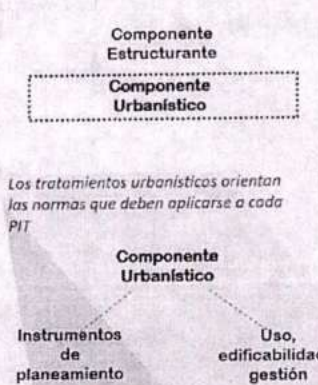 Componente
Estructurante
Componente
Urbanístico
Los tratamientos urbanísticos orientan
las normas que deben aplicarse a cada
PIT
Componente
Urbanístico
Instrumentos
de
planeamiento
Uso,
edificabilidad
gestión